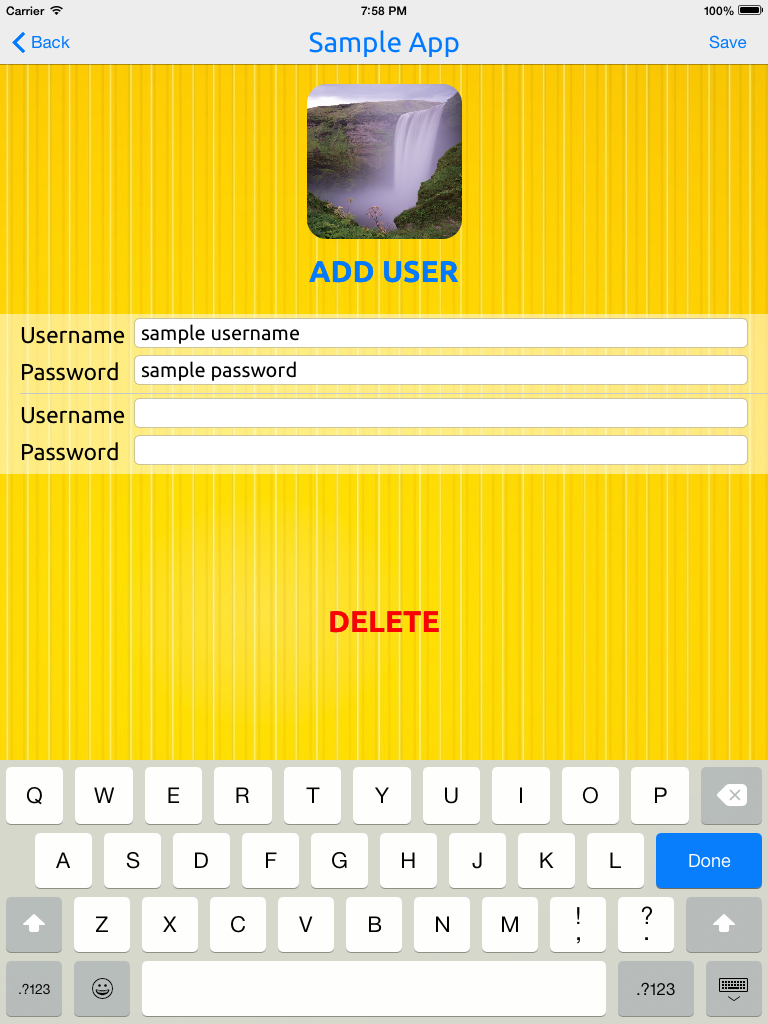 Carrier 7:58 PM 100%
Back Sample App Save
ADD USER
Username sample username
Password sample password
Username
Password
DELETE
Q W E R T Y U I O P
A S D F G H J K L Done
Z X C V B N M ! , ? .
.?123 .?123